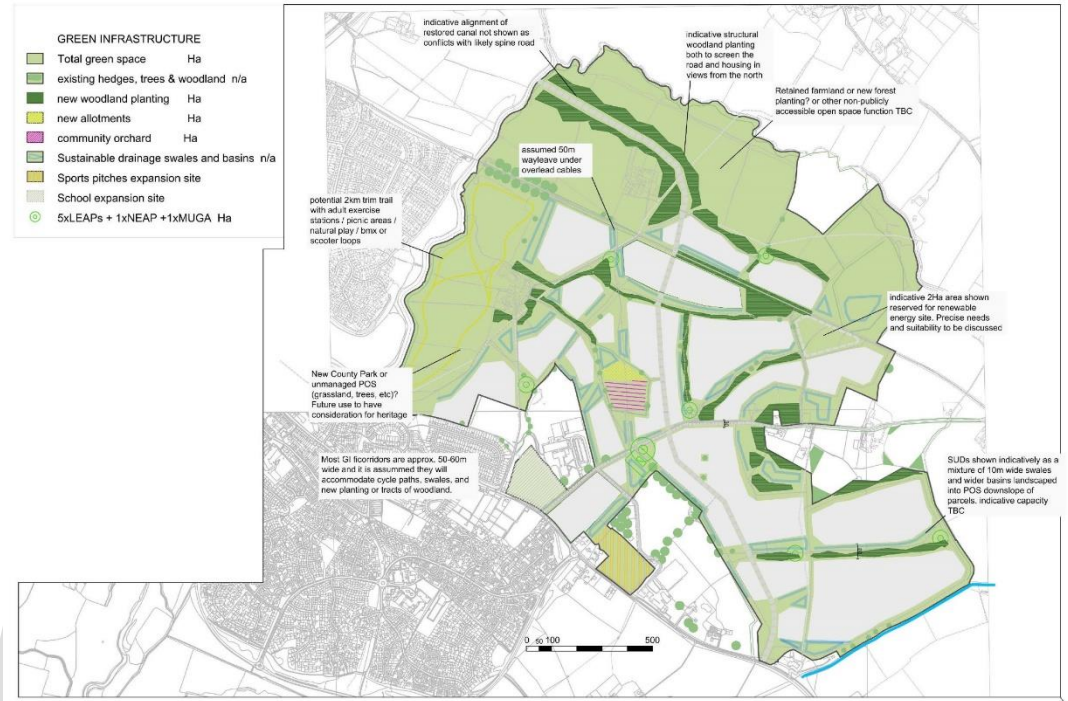 GREEN INFRASTRUCTURE
Total green space Ha
existing hedges, trees & woodland n/a
new woodland planting Ha
new allotments Ha
community orchard Ha
Sustainable drainage swales and basins n/a
Sports pitches expansion site
School expansion site
5xLEAPs + 1xNEAP +1xMUGA Ha
indicative alignment of
restored canal not shown as
conflicts with likely spine road
indicative structural
woodland planting
both to screen the
road and housing in
views from the north
Retained farmland or new forest
planting? or other non-publicly
accessible open space function TBC
assumed 50m
wayleave under
overlead cables
potential 2km trim trail
with adult exercise
stations / picnic areas /
natural play / bmx or
scooter loops
indicative 2Ha area shown
reserved for renewable
energy site. Precise needs
and suitability to be discussed
New County Park or
unmanaged POS
(grassland, trees, etc)?
Future use to have
consideration for heritage
Most GI ficorridors are approx. 50-60m
wide and it is assummed they will
accommodate cycle paths, swales, and
new planting or tracts of woodland.
SUDs shown indicatively as a
mixture of 10m wide swales
and wider basins landscaped
into POS downslope of
parcels. indicative capacity
TBC
0 50 100 500